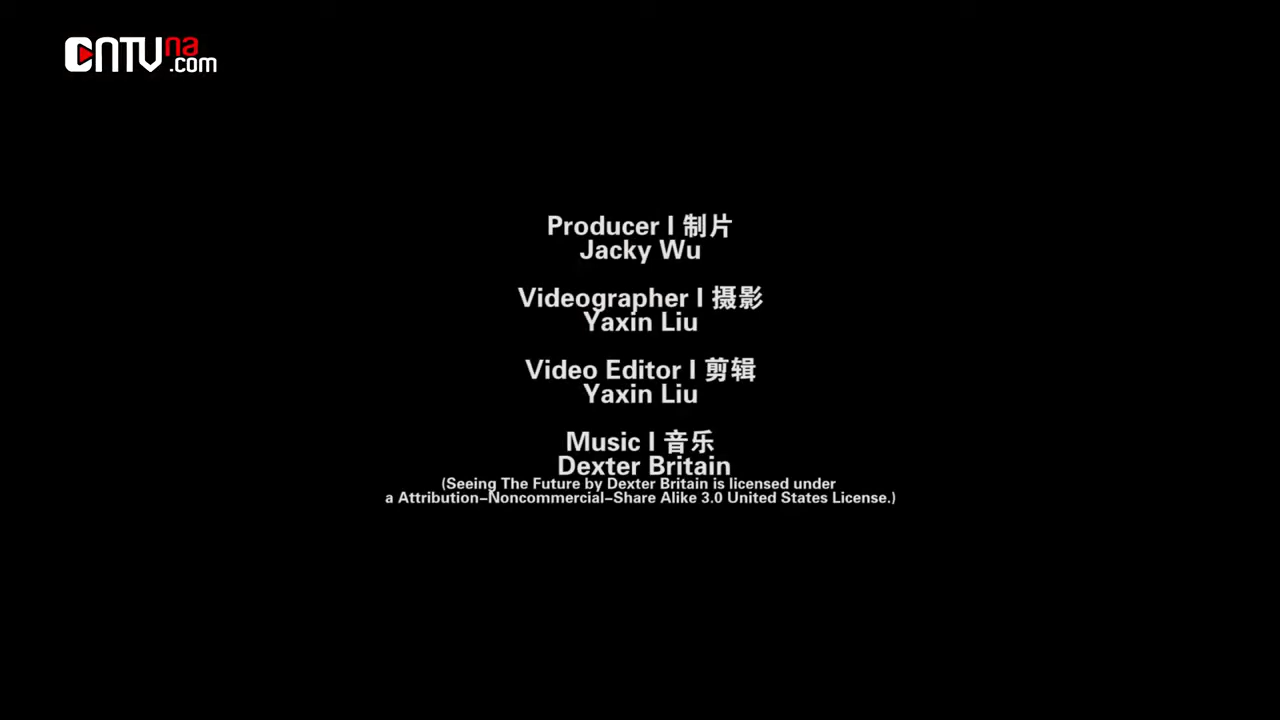 CNTVna.com
Producer | 制片
Jacky Wu
Videographer | 摄影
Yaxin Liu
Video Editor | 剪辑
Yaxin Liu
Music | 音乐
Dexter Britain
(Seeing The Future by Dexter Britain is licensed under
a Attribution-Noncommercial-Share Alike 3.0 United States License.)